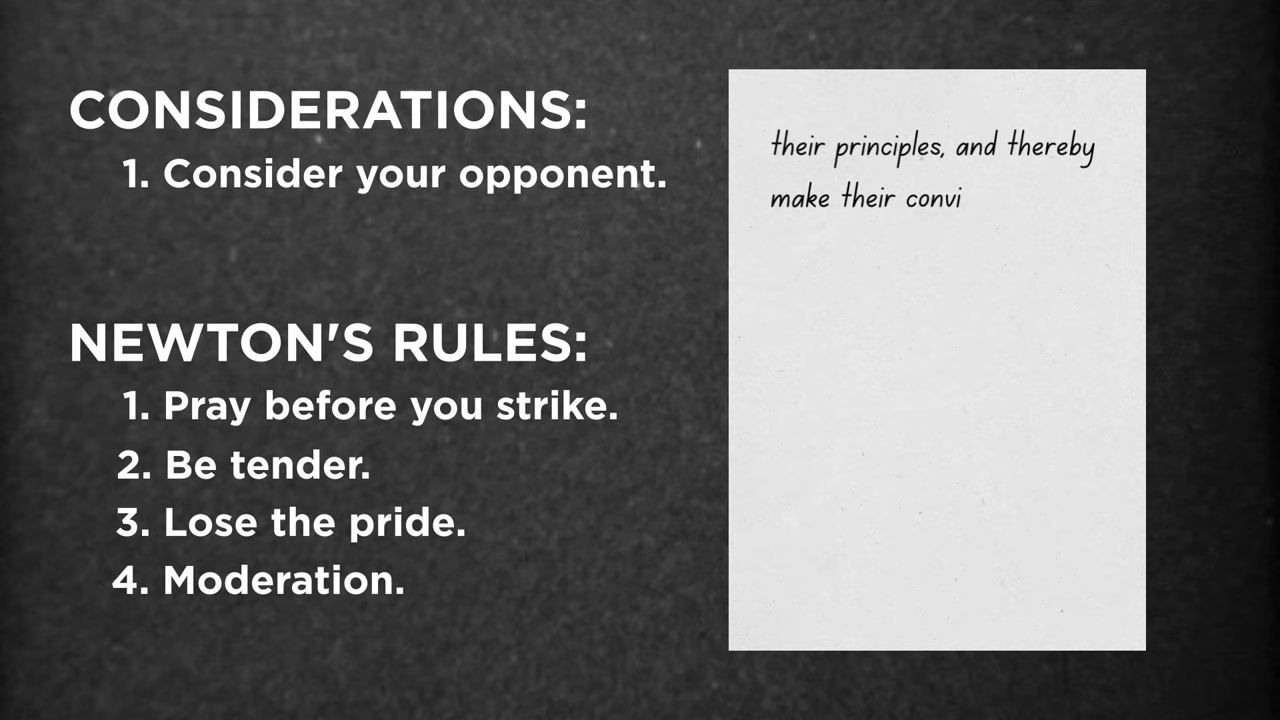 CONSIDERATIONS:
1. Consider your opponent.
NEWTON'S RULES:
1. Pray before you strike.
2. Be tender.
3. Lose the pride.
4. Moderation.
their principles, and thereby
make their convi